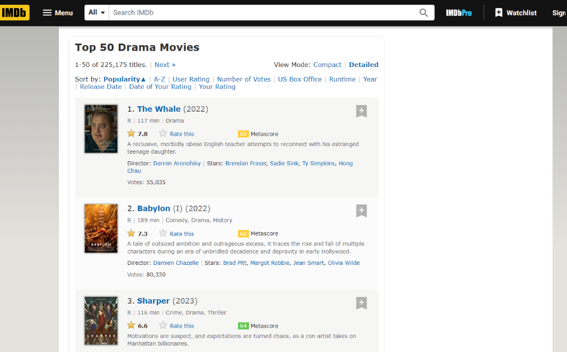 IMDb Menu All Search IMDb IMDbPro Watchlist Sign
Top 50 Drama Movies
1-50 of 225,175 titles. | Next » View Mode: Compact | Detailed
Sort by: Popularity▲ | A-Z | User Rating | Number of Votes | US Box Office | Runtime | Year
| Release Date | Date of Your Rating | Your Rating
1. The Whale (2022)
R | 117 min | Drama
7.8 Rate this Metascore
A reclusive, morbidly obese English teacher attempts to reconnect with his estranged
teenage daughter.
Director: Darren Aronofsky | Stars: Brendan Fraser, Sadie Sink, Ty Simpkins, Hong
Chau
Votes: 55,035
2. Babylon (I) (2022)
R | 189 min | Comedy, Drama, History
7.3 Rate this Metascore
A tale of outsized ambition and outrageous excess, it traces the rise and fall of multiple
characters during an era of unbridled decadence and depravity in early Hollywood.
Director: Damien Chazelle | Stars: Brad Pitt, Margot Robbie, Jean Smart, Olivia Wilde
Votes: 80,330
BABYLON
3. Sharper (2023)
R | 116 min | Crime, Drama, Thriller
6.6 Rate this 64 Metascore
Motivations are suspect, and expectations are turned chaos, as a con artist takes on
Manhattan billionaires.